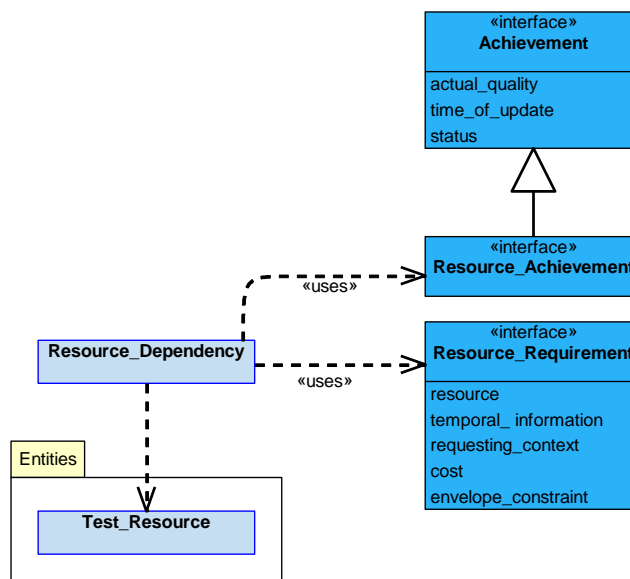 «interface»
Achievement
actual_quality
time_of_update
status
«interface»
Resource_Achievement
«uses»
«interface»
Resource_Requirement
resource
temporal_ information
requesting_context
cost
envelope_constraint
Resource_Dependency
«uses»
Entities
Test_Resource